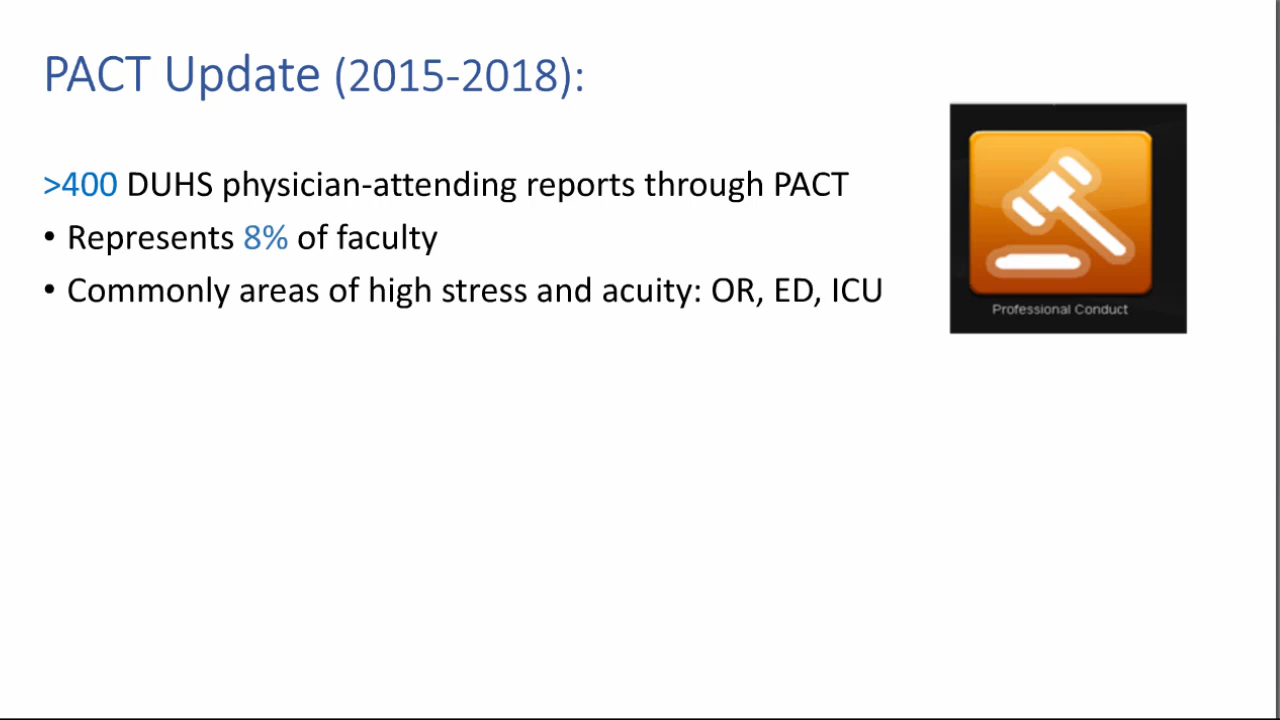 PACT Update (2015-2018):
>400 DUHS physician-attending reports through PACT
• Represents 8% of faculty
• Commonly areas of high stress and acuity: OR, ED, ICU
Professional Conduct